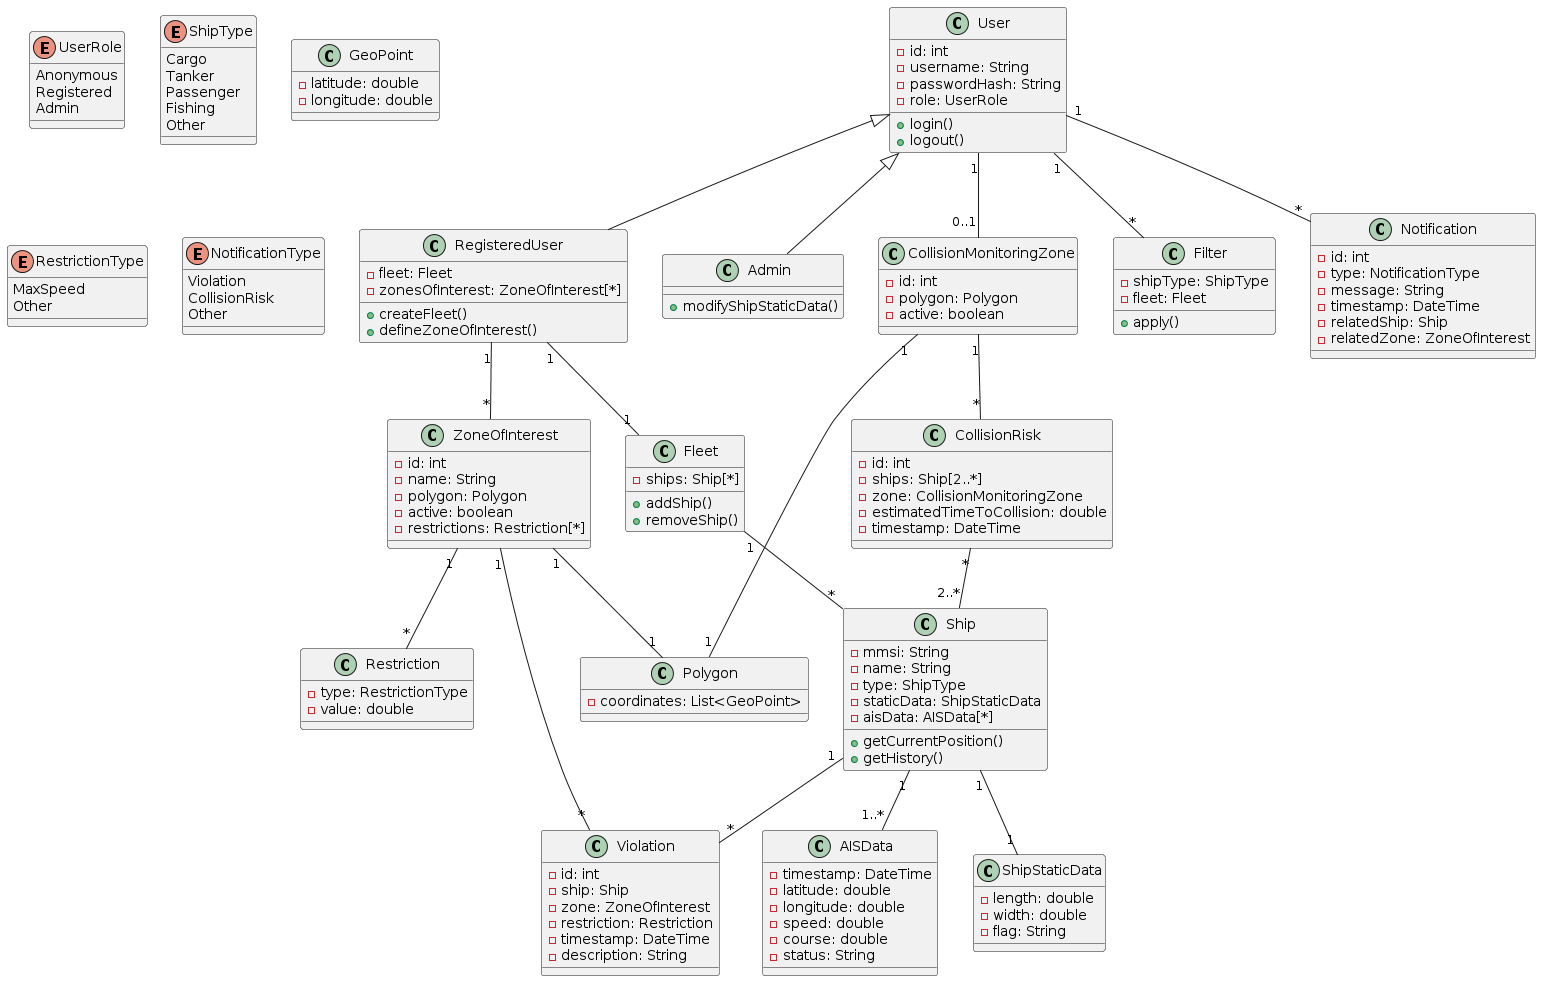 E UserRole
Anonymous
Registered
Admin
E ShipType
Cargo
Tanker
Passenger
Fishing
Other
C GeoPoint
latitude: double
longitude: double
C User
id: int
username: String
passwordHash: String
role: UserRole
login()
logout()
1
1
1
1
0..1
*
*
E RestrictionType
MaxSpeed
Other
E NotificationType
Violation
CollisionRisk
Other
C RegisteredUser
fleet: Fleet
zonesOfInterest: ZoneOfInterest[*]
createFleet()
defineZoneOfInterest()
C Admin
modifyShipStaticData()
C CollisionMonitoringZone
id: int
polygon: Polygon
active: boolean
C Filter
shipType: ShipType
fleet: Fleet
apply()
C Notification
id: int
type: NotificationType
message: String
timestamp: DateTime
relatedShip: Ship
relatedZone: ZoneOfInterest
1
1
1
1
*
1
*
C ZoneOfInterest
id: int
name: String
polygon: Polygon
active: boolean
restrictions: Restriction[*]
C Fleet
ships: Ship[*]
addShip()
removeShip()
C CollisionRisk
id: int
ships: Ship[2..*]
zone: CollisionMonitoringZone
estimatedTimeToCollision: double
timestamp: DateTime
1
1
1
1
*
*
1
1
*
2..*
C Restriction
type: RestrictionType
value: double
C Polygon
coordinates: List<GeoPoint>
C Ship
mmsi: String
name: String
type: ShipType
staticData: ShipStaticData
aisData: AISData[*]
getCurrentPosition()
getHistory()
1
1
1
*
*
1..*
1
C Violation
id: int
ship: Ship
zone: ZoneOfInterest
restriction: Restriction
timestamp: DateTime
description: String
C AISData
timestamp: DateTime
latitude: double
longitude: double
speed: double
course: double
status: String
C ShipStaticData
length: double
width: double
flag: String